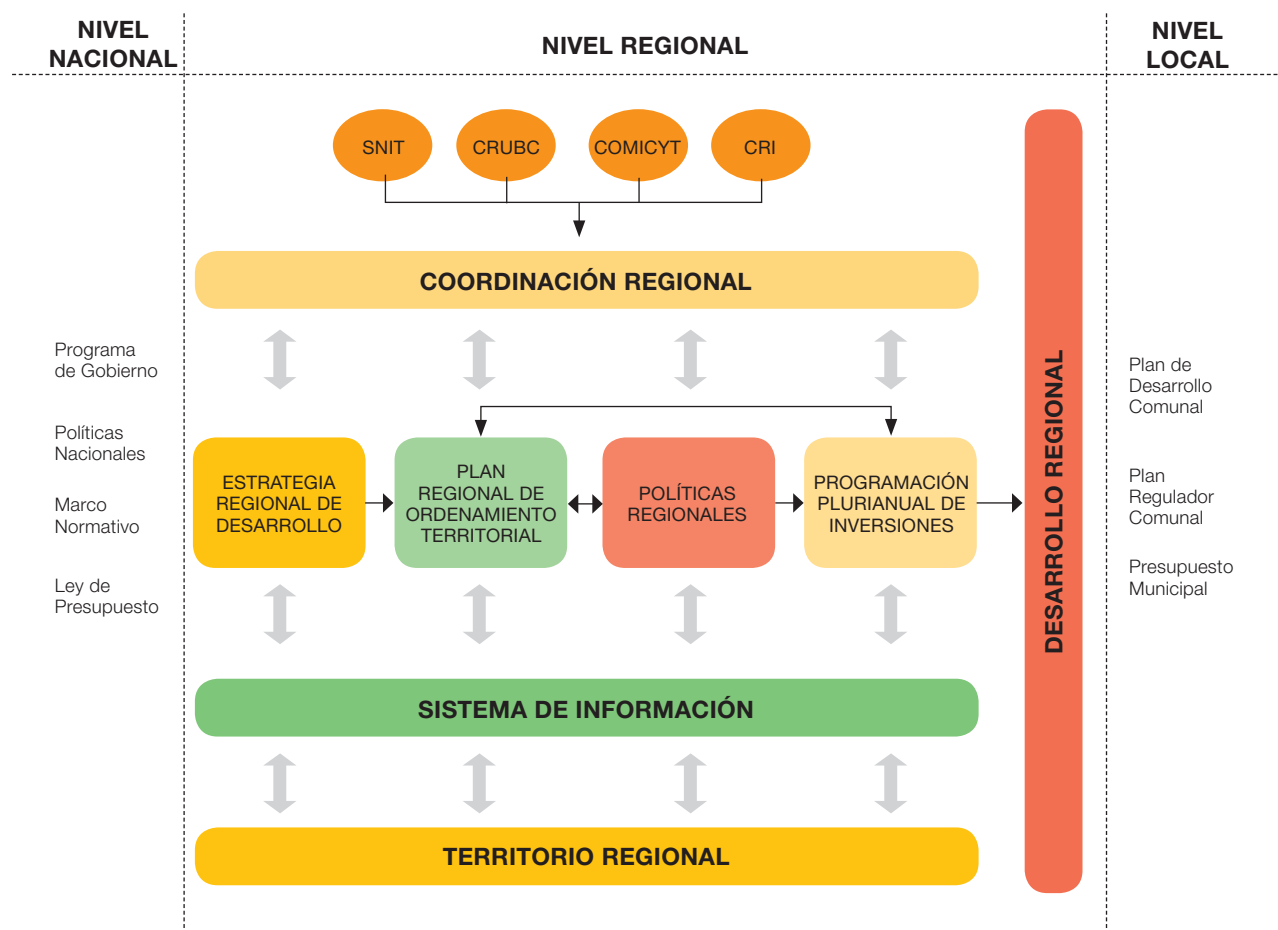 NIVEL
NACIONAL
NIVEL REGIONAL
NIVEL
LOCAL
SNIT
CRUBC
COMICYT
CRI
COORDINACIÓN REGIONAL
Programa
de Gobierno
Políticas
Nacionales
Marco
Normativo
Ley de
Presupuesto
ESTRATEGIA
REGIONAL DE
DESARROLLO
PLAN
REGIONAL DE
ORDENAMIENTO
TERRITORIAL
POLÍTICAS
REGIONALES
PROGRAMACIÓN
PLURIANUAL DE
INVERSIONES
SISTEMA DE INFORMACIÓN
TERRITORIO REGIONAL
DESARROLLO REGIONAL
Plan de
Desarrollo
Comunal
Plan
Regulador
Comunal
Presupuesto
Municipal